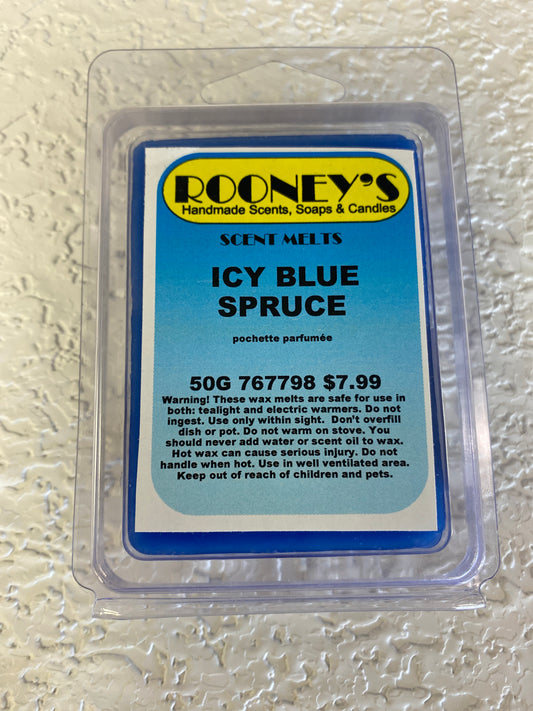 ROONEY'S
Handmade Scents, Soaps & Candles
SCENT MELTS
ICY BLUE
SPRUCE
pochette parfumée
50G 767798 $7.99
Warning! These wax melts are safe for use in
both: tealight and electric warmers. Do not
ingest. Use only within sight. Don't overfill
dish or pot. Do not warm on stove. You
should never add water or scent oil to wax.
Hot wax can cause serious injury. Do not
handle when hot. Use in well ventilated area.
Keep out of reach of children and pets.